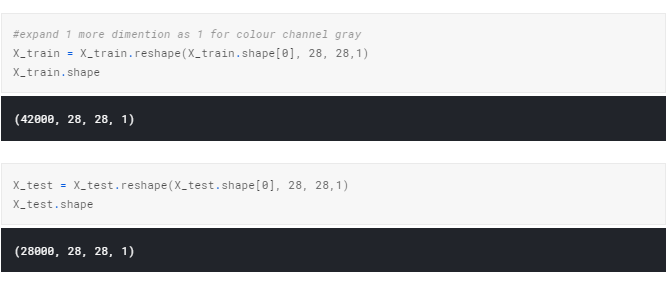 #expand 1 more dimention as 1 for colour channel gray
X_train = X_train.reshape(X_train.shape[0], 28, 28,1)
X_train.shape
(42000, 28, 28, 1)
X_test = X_test.reshape(X_test.shape[0], 28, 28,1)
X_test.shape
(28000, 28, 28, 1)